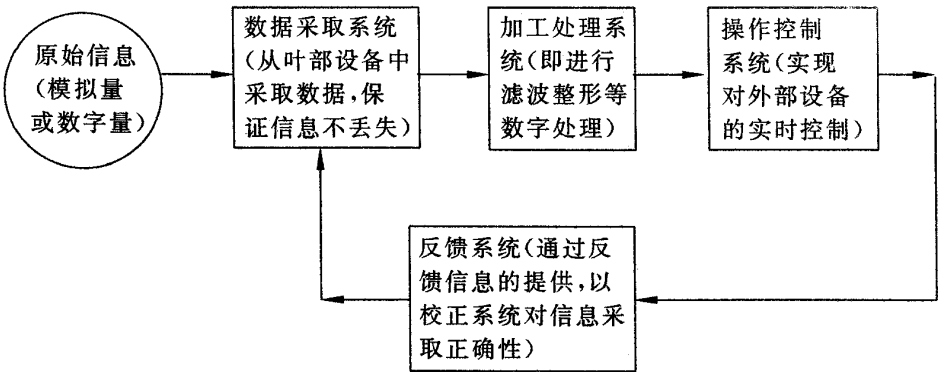 原始信息
(模拟量
或数字量)
数据采取系统
(从叶部设备中
采取数据,保
证信息不丢失)
加工处理系
统(即进行
滤波整形等
数字处理)
操作控制
系统(实现
对外部设备
的实时控制)
反馈系统(通过反
馈信息的提供,以
校正系统对信息采
取正确性)